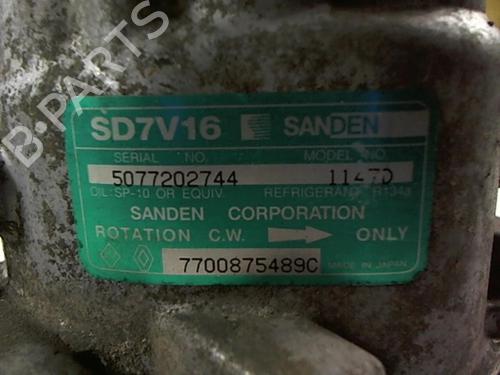 B-PARTS
SD7V16 SANDEN
SERIAL NO. MODEL NO.
5077202744 1147D
OIL: SP-10 OR EQUIV. REFRIGERANT R134a
SANDEN CORPORATION
ROTATION C.W. ONLY
7700875489C MADE IN JAPAN